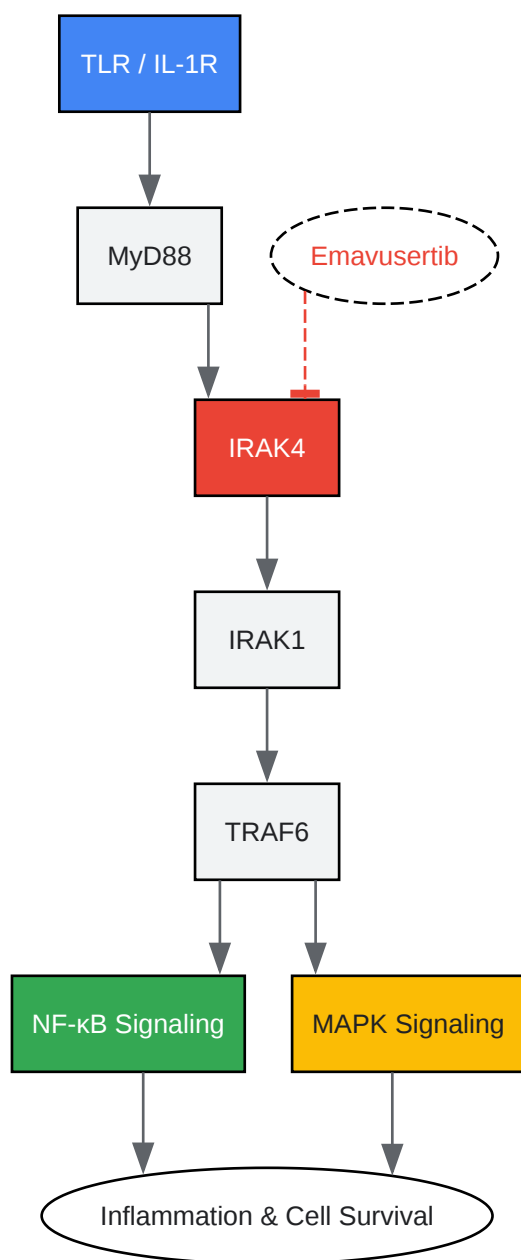 TLR / IL-1R
MyD88
Emavusertib
IRAK4
IRAK1
TRAF6
NF-κB Signaling
MAPK Signaling
Inflammation & Cell Survival